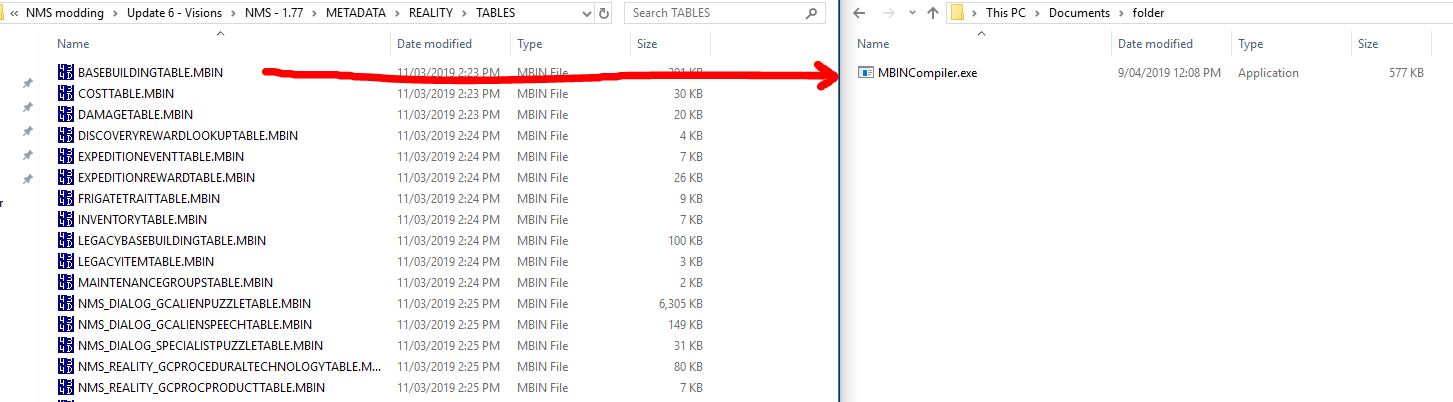 « NMS modding > Update 6 - Visions > NMS - 1.77 > METADATA > REALITY > TABLES Search TABLES
Name Date modified Type Size
BASEBUILDINGTABLE.MBIN 11/03/2019 2:23 PM MBIN File 301 KB
COSTTABLE.MBIN 11/03/2019 2:23 PM MBIN File 30 KB
DAMAGETABLE.MBIN 11/03/2019 2:23 PM MBIN File 20 KB
DISCOVERYREWARDLOOKUPTABLE.MBIN 11/03/2019 2:24 PM MBIN File 4 KB
EXPEDITIONEVENTTABLE.MBIN 11/03/2019 2:24 PM MBIN File 7 KB
EXPEDITIONREWARDTABLE.MBIN 11/03/2019 2:24 PM MBIN File 26 KB
FRIGATETRAITTABLE.MBIN 11/03/2019 2:24 PM MBIN File 9 KB
INVENTORYTABLE.MBIN 11/03/2019 2:24 PM MBIN File 7 KB
LEGACYBASEBUILDINGTABLE.MBIN 11/03/2019 2:24 PM MBIN File 100 KB
LEGACYITEMTABLE.MBIN 11/03/2019 2:24 PM MBIN File 3 KB
MAINTENANCEGROUPSTABLE.MBIN 11/03/2019 2:24 PM MBIN File 2 KB
NMS_DIALOG_GCALIENPUZZLETABLE.MBIN 11/03/2019 2:25 PM MBIN File 6,305 KB
NMS_DIALOG_GCALIENSPEECHTABLE.MBIN 11/03/2019 2:25 PM MBIN File 149 KB
NMS_DIALOG_SPECIALISTPUZZLETABLE.MBIN 11/03/2019 2:25 PM MBIN File 31 KB
NMS_REALITY_GCPROCEDURALTECHNOLOGYTABLE.M... 11/03/2019 2:25 PM MBIN File 80 KB
NMS_REALITY_GCPROCPRODUCTTABLE.MBIN 11/03/2019 2:25 PM MBIN File 7 KB
This PC > Documents > folder
Name Date modified Type Size
MBINCompiler.exe 9/04/2019 12:08 PM Application 577 KB